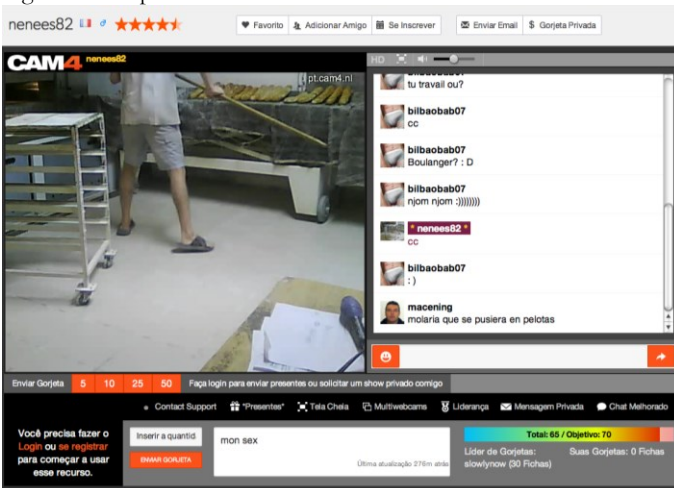 nenees82
Favorito
Adicionar Amigo
Se Inscrever
Enviar Email
$ Gorjeta Privada
CAM4 nenees82
pt.cam4.nl
HD
tu travail ou?
bilbaobab07
cc
bilbaobab07
Boulanger? : D
bilbaobab07
njom njom :))))))))
* nenees82 *
cc
bilbaobab07
: )
macening
molaria que se pusiera en pelotas
Enviar Gorjeta 5 10 25 50 Faça login para enviar presentes ou solicitar um show privado comigo
Contact Support *Presentes* Tela Cheia Multiwebcams Liderança Mensagem Privada Chat Melhorado
Você precisa fazer o
Login ou se registrar
para começar a usar
esse recurso.
Inserir a quantid
ENVIAR GORJETA
mon sex
Última atualização 276m atrás
Total: 65 / Objetivo: 70
Líder de Gorjetas:
slowlynow (30 Fichas)
Suas Gorjetas: 0 Fichas